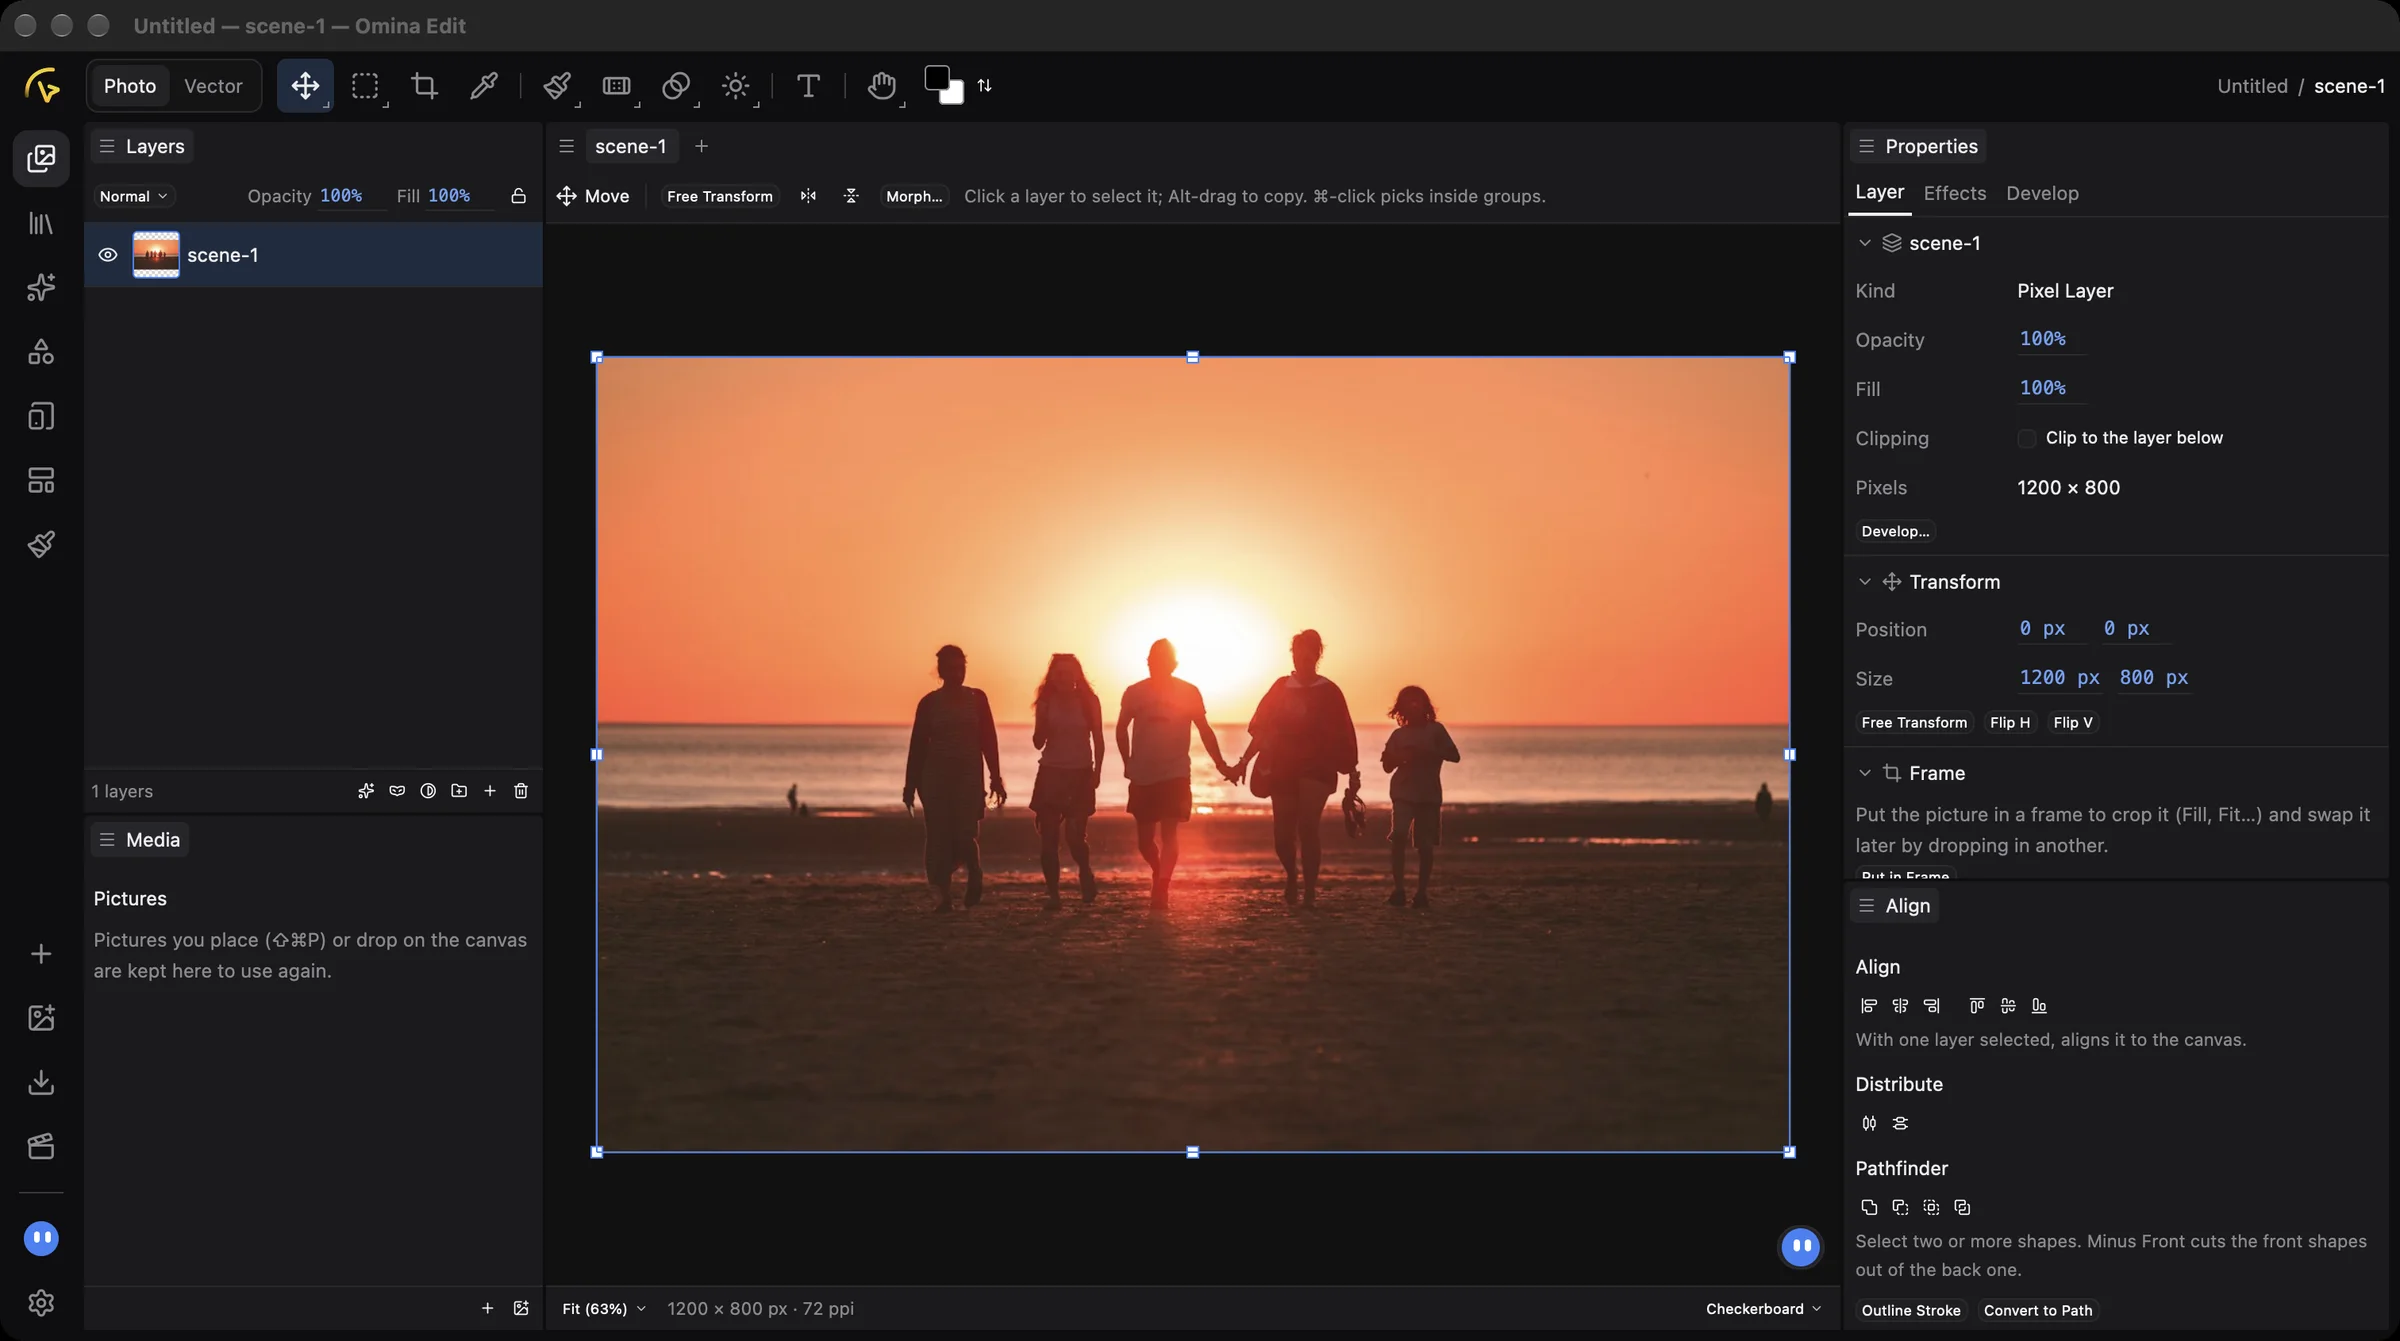 Untitled — scene-1 — Omina Edit
Photo Vector
Untitled / scene-1
Layers
Normal Opacity 100% Fill 100%
scene-1
1 layers
Media
Pictures
Pictures you place (⇧⌘P) or drop on the canvas
are kept here to use again.
scene-1
Move Free Transform Morph... Click a layer to select it; Alt-drag to copy. ⌘-click picks inside groups.
Fit (63%) 1200 × 800 px · 72 ppi Checkerboard
Properties
Layer Effects Develop
scene-1
Kind Pixel Layer
Opacity 100%
Fill 100%
Clipping Clip to the layer below
Pixels 1200 × 800
Develop...
Transform
Position 0 px 0 px
Size 1200 px 800 px
Free Transform Flip H Flip V
Frame
Put the picture in a frame to crop it (Fill, Fit...) and swap it
later by dropping in another.
Put in Frame
Align
Align
With one layer selected, aligns it to the canvas.
Distribute
Pathfinder
Select two or more shapes. Minus Front cuts the front shapes
out of the back one.
Outline Stroke Convert to Path